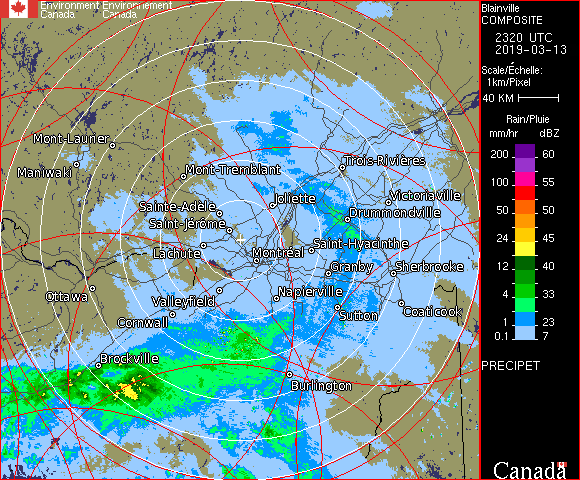 Environment Environnement
Canada Canada
Blainville
COMPOSITE
2320 UTC
2019-03-13
Scale/Échelle:
1km/Pixel
40 KM
Rain/Pluie
mm/hr dBZ
200 60
100 55
50 50
24 45
12 40
4 33
1 23
0.1 7
PRECIPET
Canada
Mont-Laurier
Maniwaki
Mont-Tremblant
Trois-Rivières
Victoriaville
Joliette
Sainte-Adele
Drummondville
Saint-Jérôme
Saint-Hyacinthe
Lachute
Montréal
Granby
Sherbrooke
Ottawa
Valleyfield
Napierville
Cornwall
Sutton
Coaticook
Brockville
Burlington